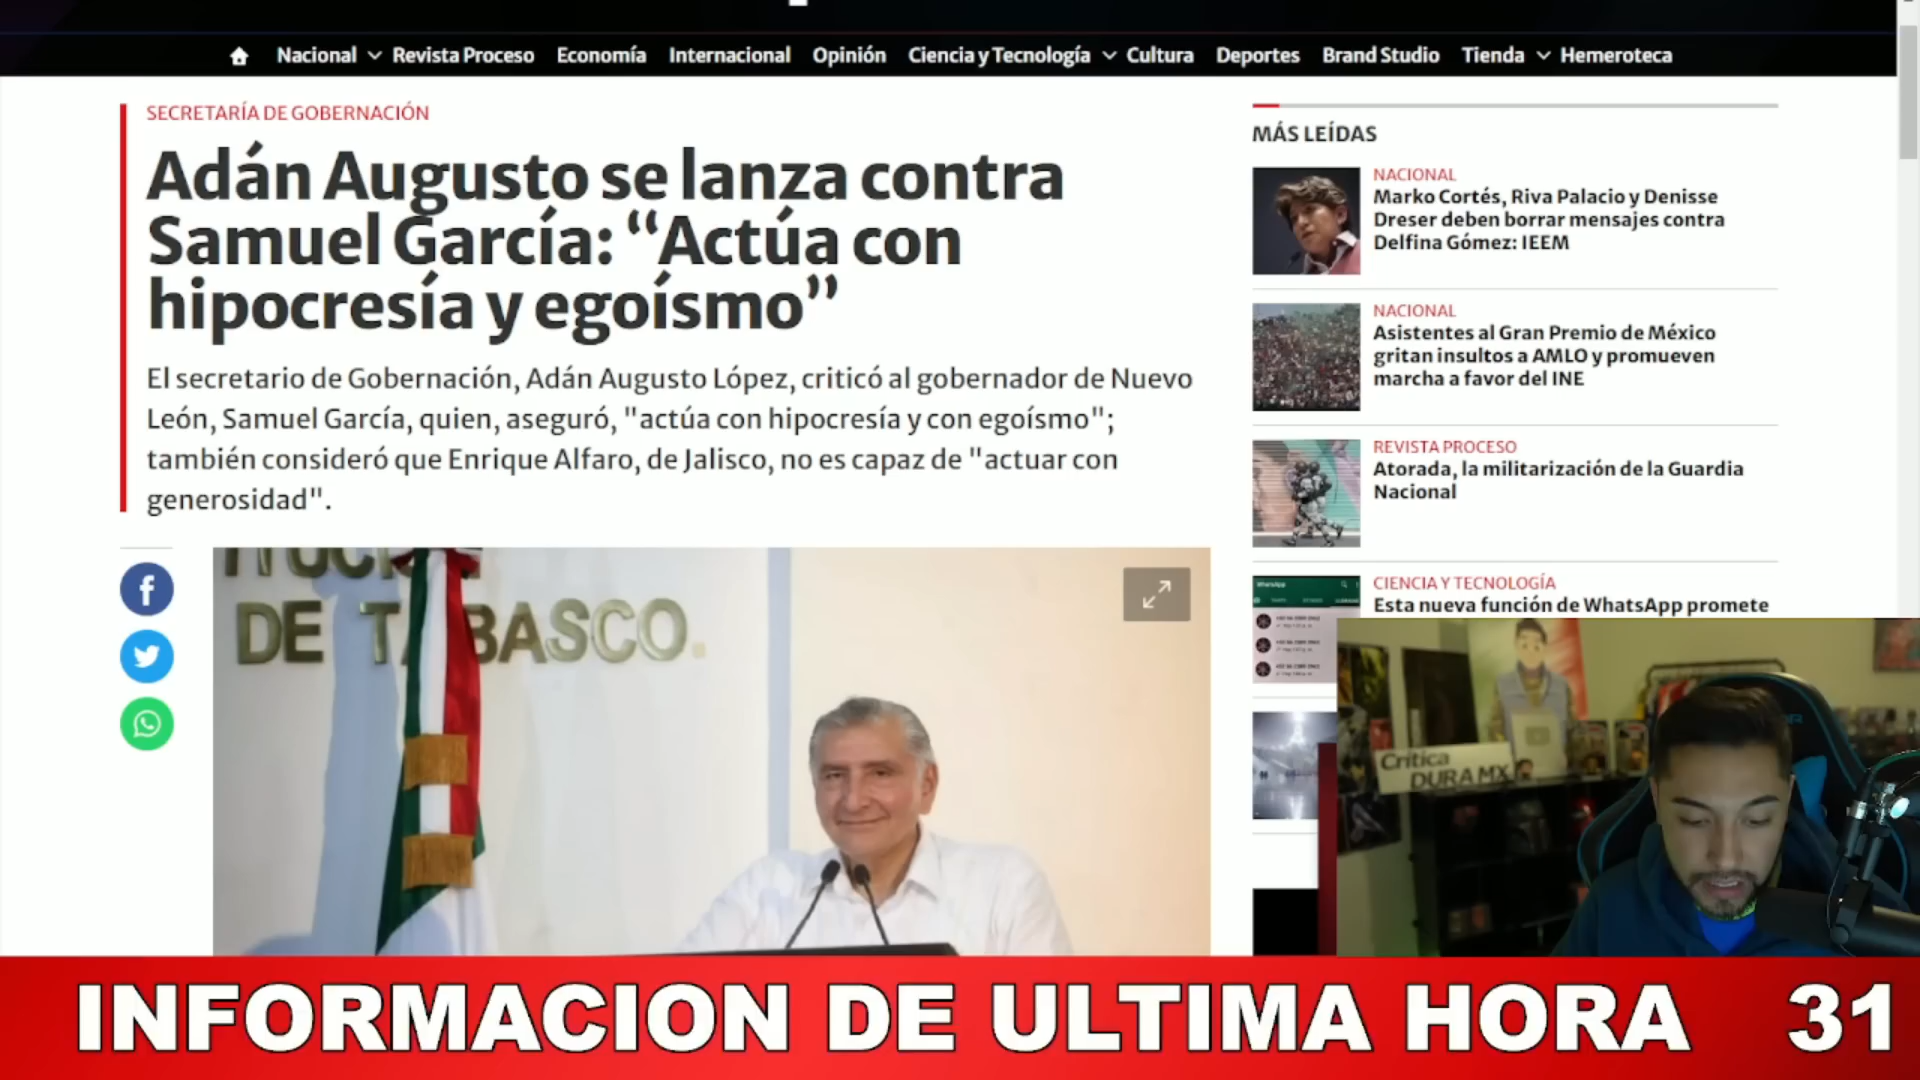 Nacional Revista Proceso Economía Internacional Opinión Ciencia y Tecnología Cultura Deportes Brand Studio Tienda Hemeroteca
SECRETARÍA DE GOBERNACIÓN
Adán Augusto se lanza contra
Samuel García: “Actúa con
hipocresía y egoísmo”
El secretario de Gobernación, Adán Augusto López, criticó al gobernador de Nuevo
León, Samuel García, quien, aseguró, "actúa con hipocresía y con egoísmo";
también consideró que Enrique Alfaro, de Jalisco, no es capaz de "actuar con
generosidad".
DE TABASCO.
MÁS LEÍDAS
NACIONAL
Marko Cortés, Riva Palacio y Denisse
Dreser deben borrar mensajes contra
Delfina Gómez: IEEM
NACIONAL
Asistentes al Gran Premio de México
gritan insultos a AMLO y promueven
marcha a favor del INE
REVISTA PROCESO
Atorada, la militarización de la Guardia
Nacional
CIENCIA Y TECNOLOGÍA
Esta nueva función de WhatsApp promete
WhatsApp
Crítica
DURA MX
INFORMACION DE ULTIMA HORA 31